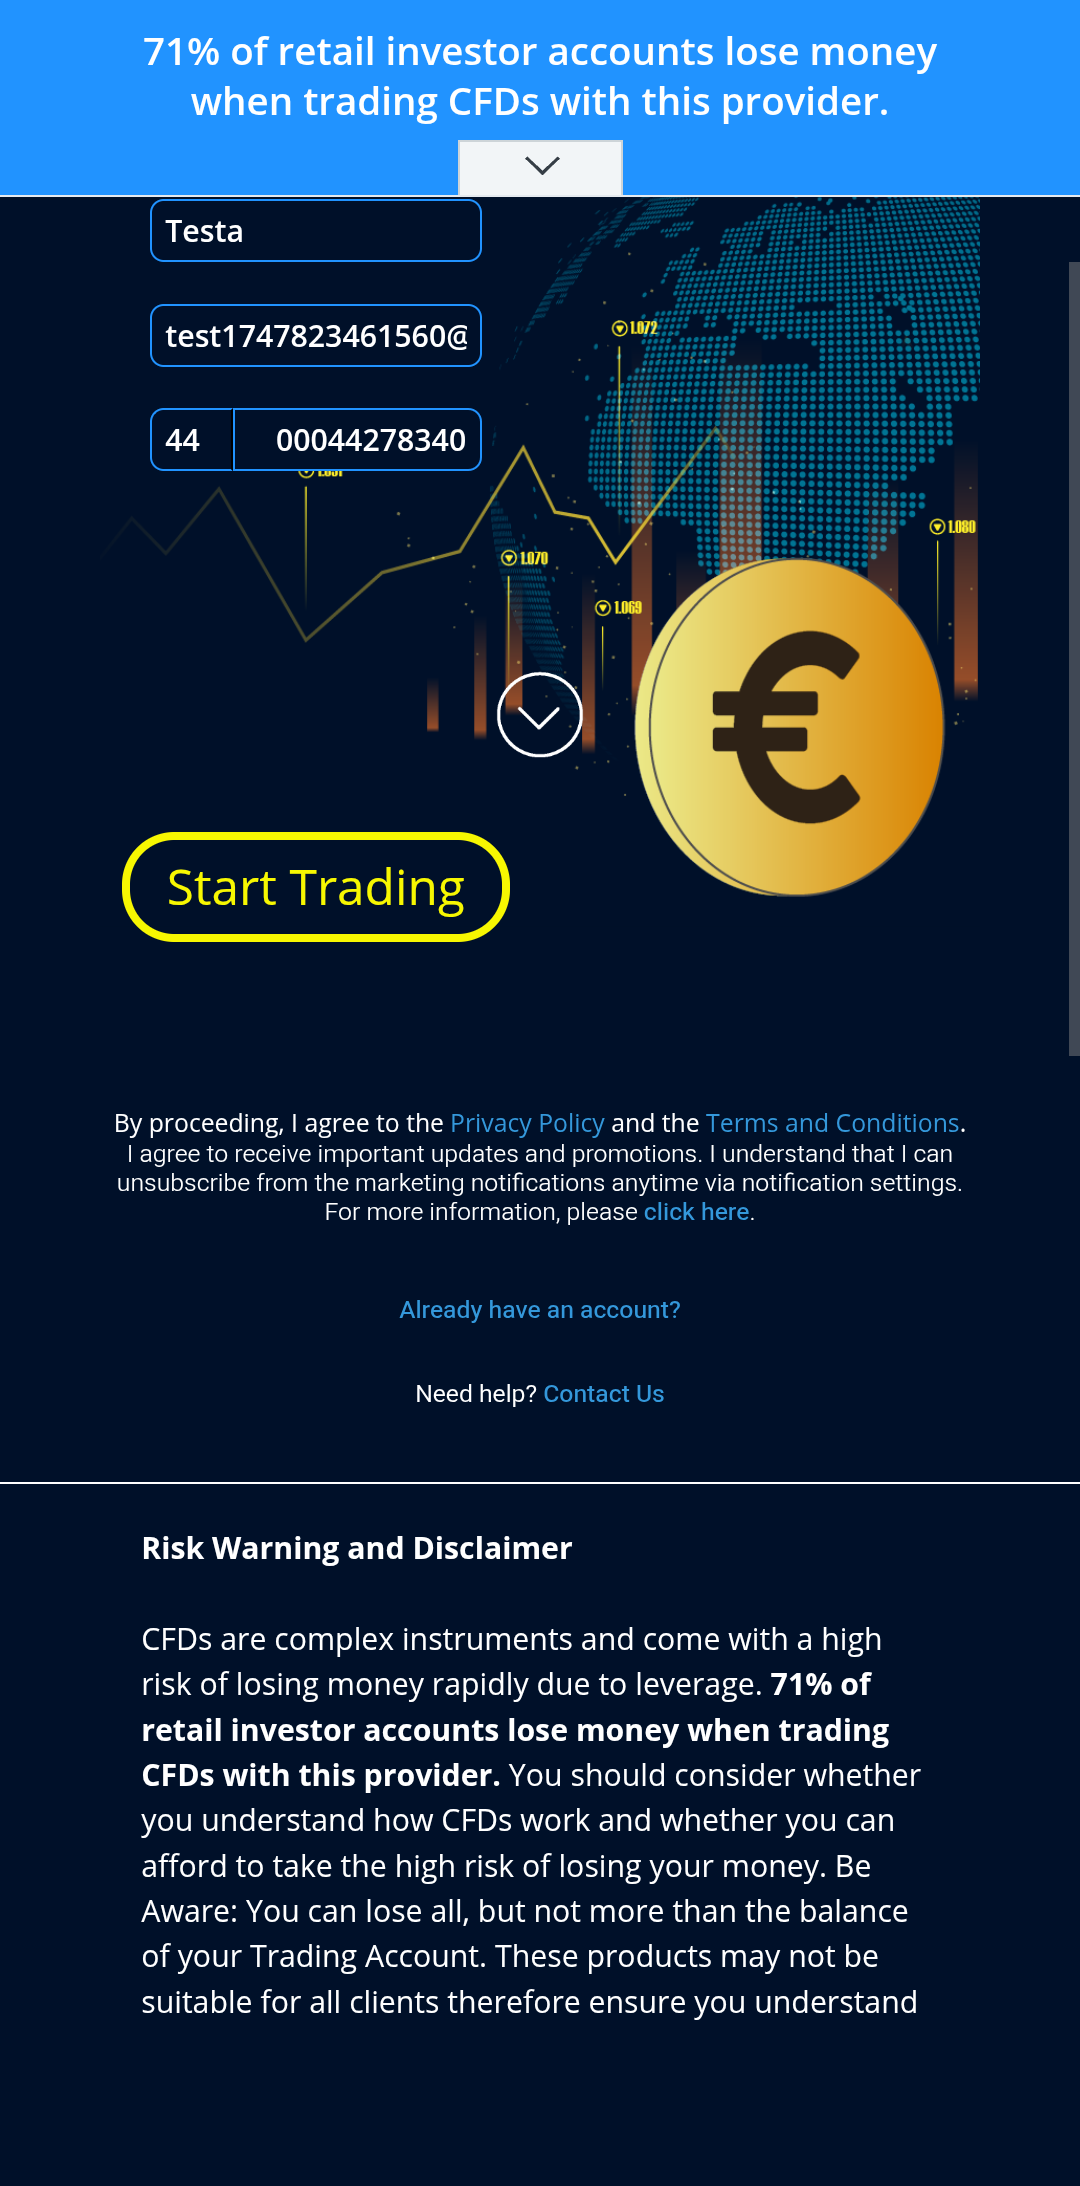 71% of retail investor accounts lose money
when trading CFDs with this provider.
Testa
test1747823461560@
44 00044278340
1.072
1.080
1.070
1.069
Start Trading
By proceeding, I agree to the Privacy Policy and the Terms and Conditions.
I agree to receive important updates and promotions. I understand that I can
unsubscribe from the marketing notifications anytime via notification settings.
For more information, please click here.
Already have an account?
Need help? Contact Us
Risk Warning and Disclaimer
CFDs are complex instruments and come with a high
risk of losing money rapidly due to leverage. 71% of
retail investor accounts lose money when trading
CFDs with this provider. You should consider whether
you understand how CFDs work and whether you can
afford to take the high risk of losing your money. Be
Aware: You can lose all, but not more than the balance
of your Trading Account. These products may not be
suitable for all clients therefore ensure you understand